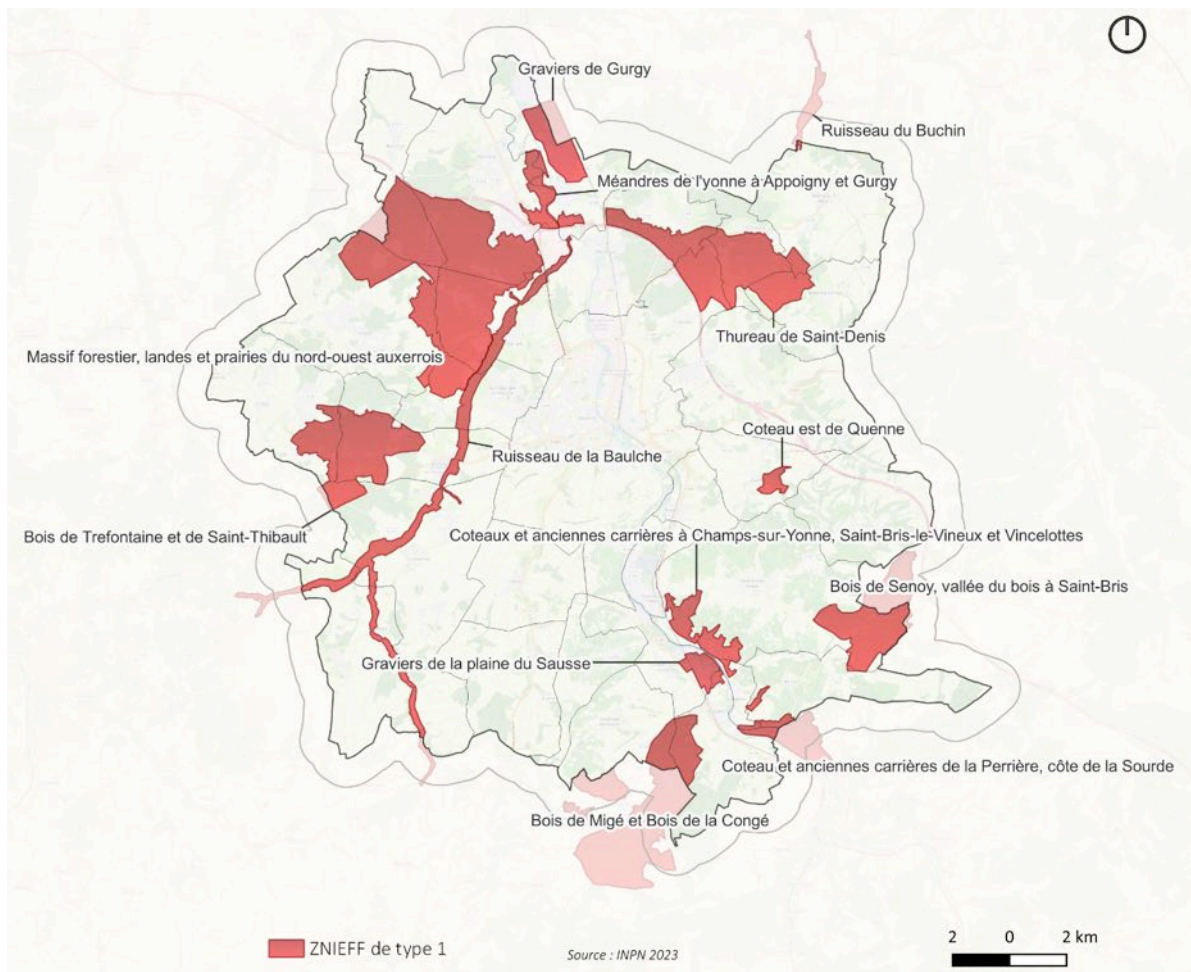 Graviers de Gurgy
Ruisseau du Buchin
Méandres de l'yonne à Appoigny et Gurgy
Thureau de Saint-Denis
Massif forestier, landes et prairies du nord-ouest auxerrois
Coteau est de Quenne
Ruisseau de la Baulche
Bois de Trefontaine et de Saint-Thibault
Coteaux et anciennes carrières à Champs-sur-Yonne, Saint-Bris-le-Vineux et Vincelottes
Bois de Senoy, vallée du bois à Saint-Bris
Graviers de la plaine du Sausse
Coteau et anciennes carrières de la Perrière, côte de la Sourde
Bois de Migé et Bois de la Congé
ZNIEFF de type 1
Source : INPN 2023
2 0 2 km